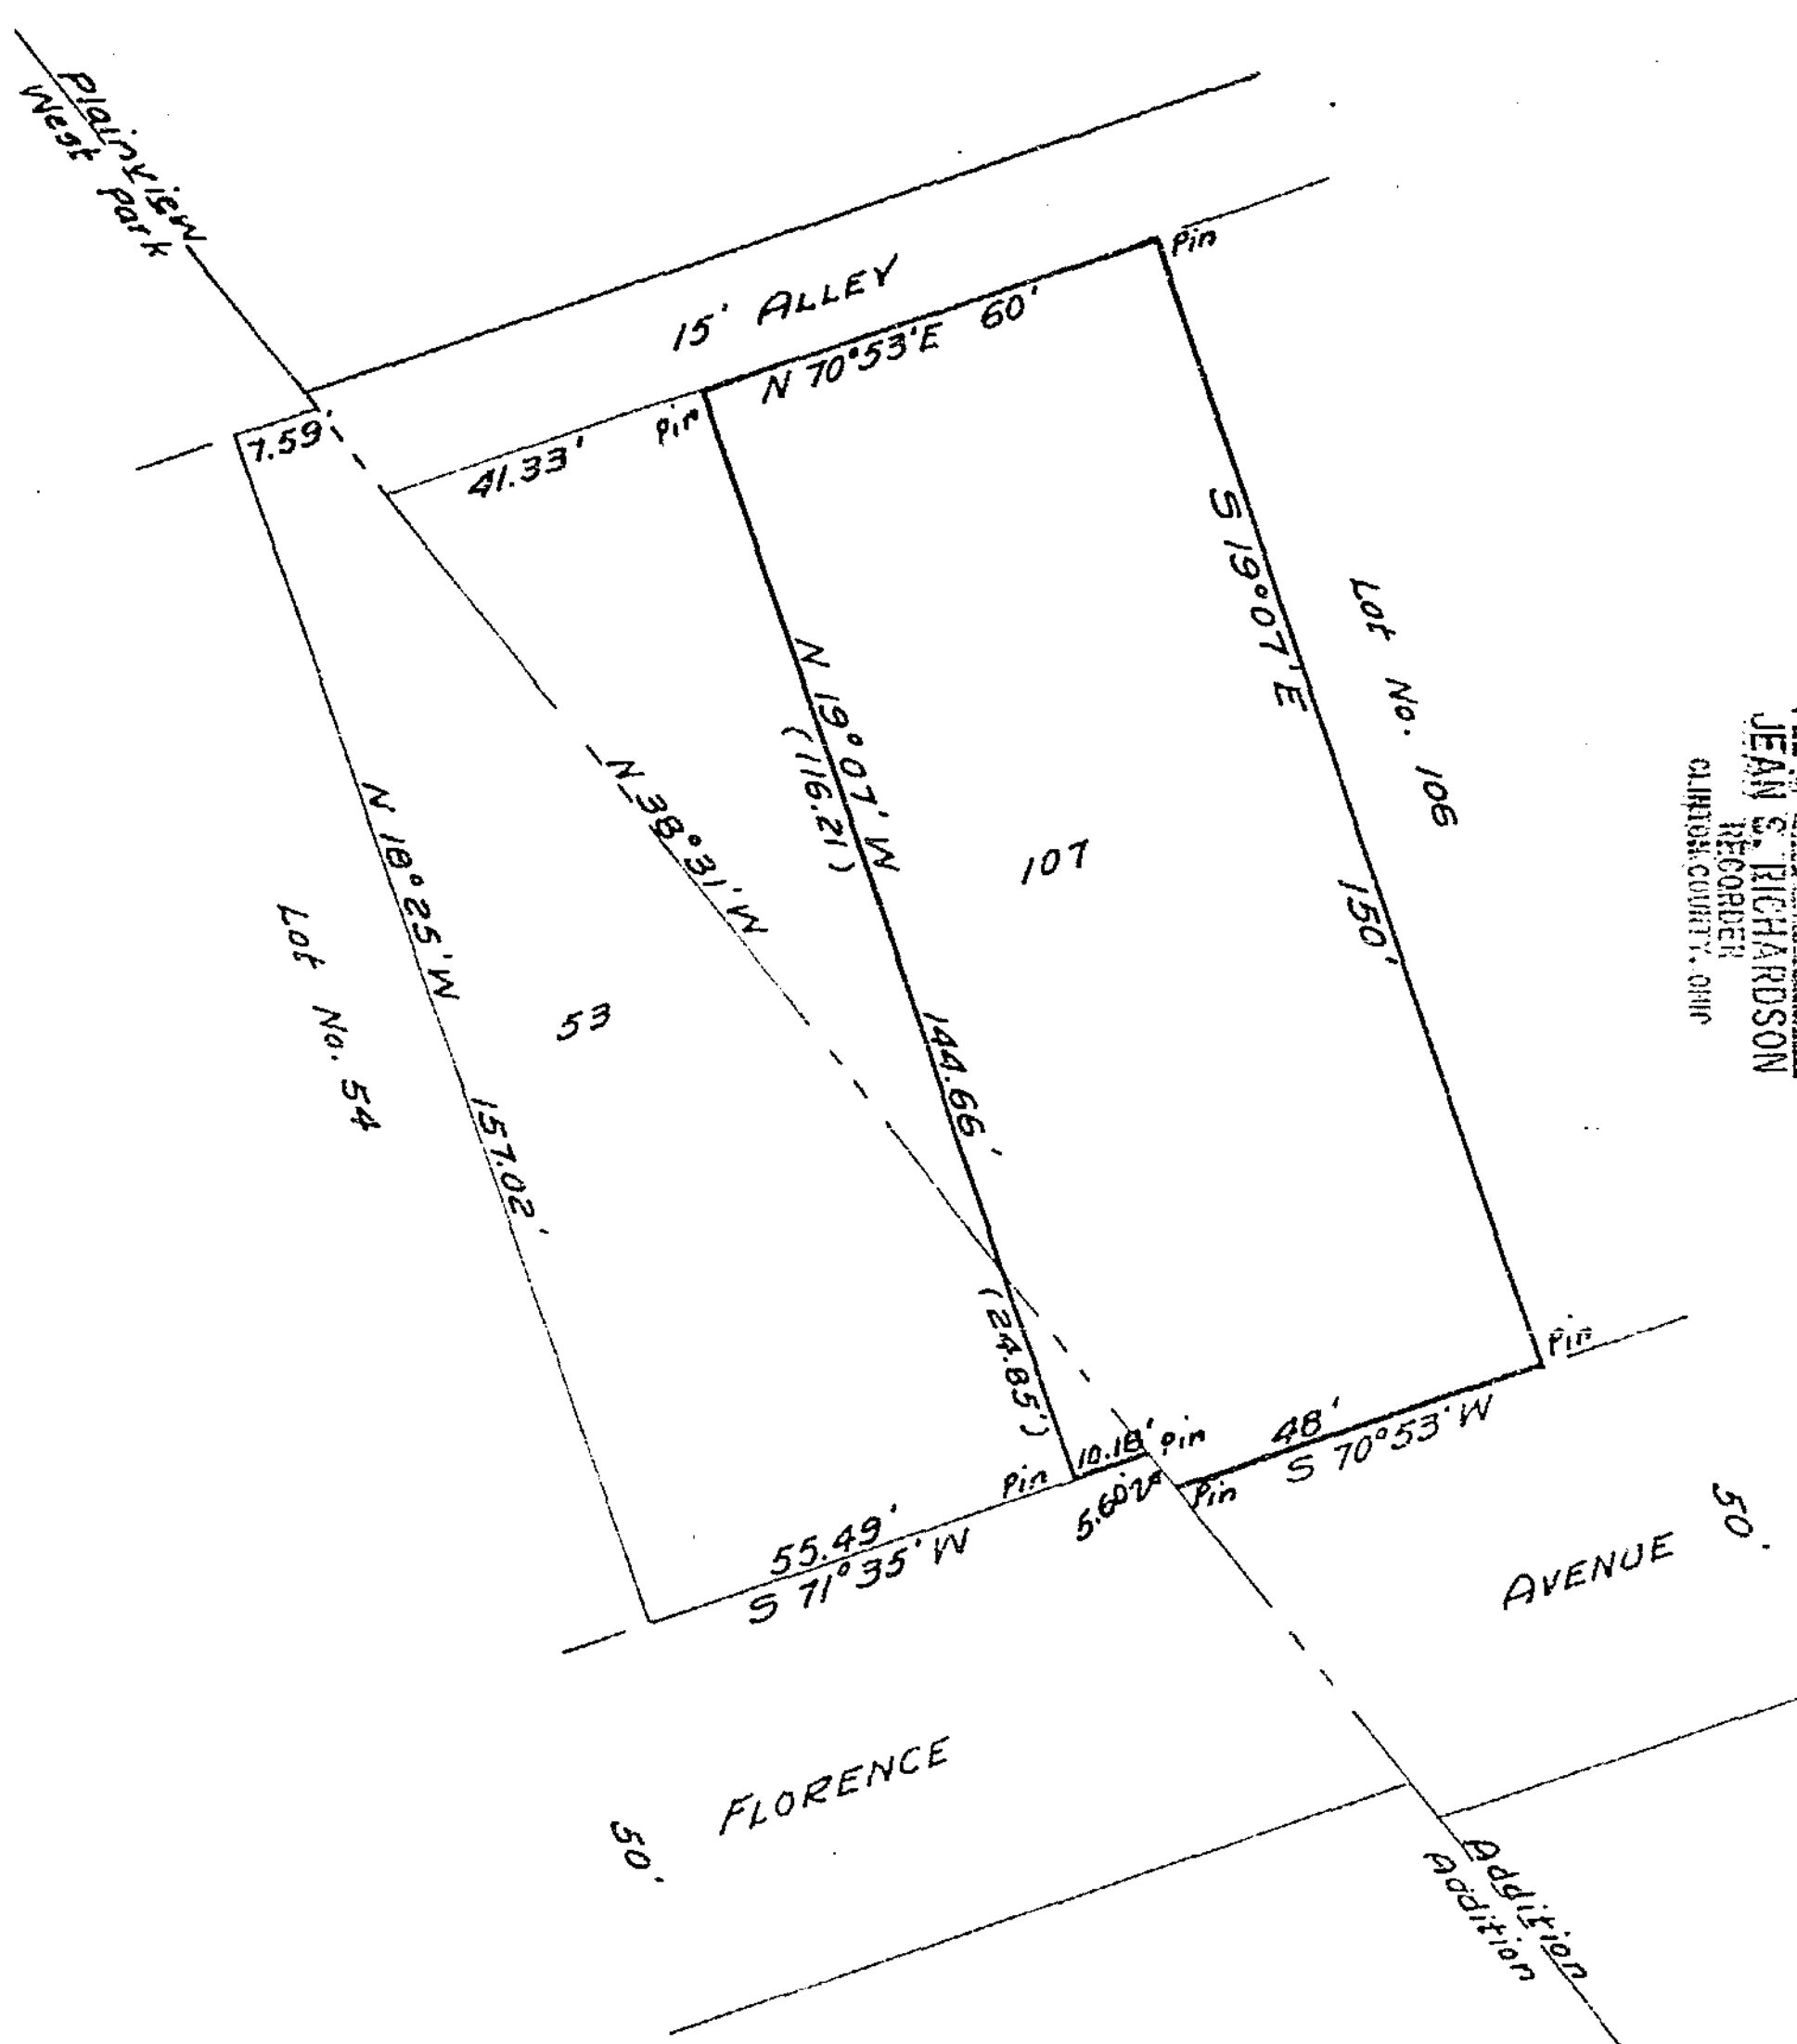 Plainview
West park
15' ALLEY
Pin
N 70°53'E 60'
Pin
7.59'
41.33'
S 19°07' E
150'
Lot No. 106
N 19°07' W
(116.21)
144.66'
(24.85')
107
N 38°31' W
N 18°25' W
157.02'
53
Lot No. 54
JEAN E. RICHARDSON
RECORDER
CLINTON COUNTY, OHIO
Pin
48'
S 70°53' W
10.18'
Pin
Pin
Pin
55.49'
S 71°35' W
50'
AVENUE
FLORENCE
50'
Addition
Addition